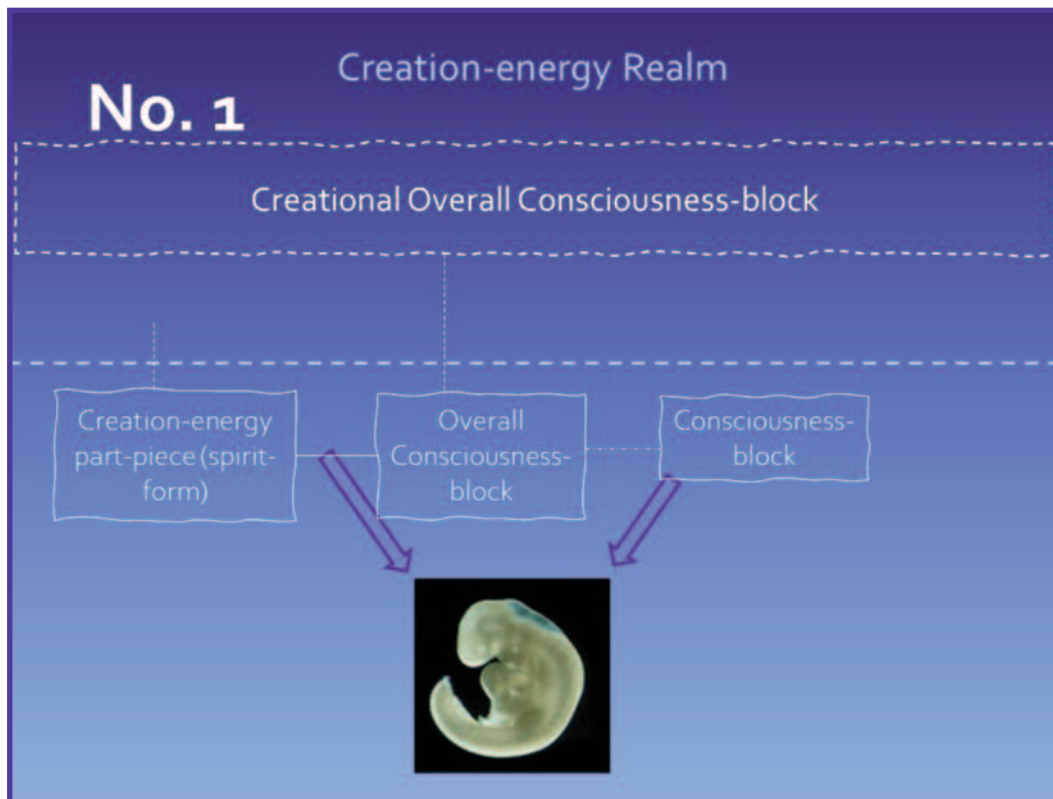 Creation-energy Realm
No. 1
Creational Overall Consciousness-block
Creation-energy
part-piece (spirit-
form)
Overall
Consciousness-
block
Consciousness-
block